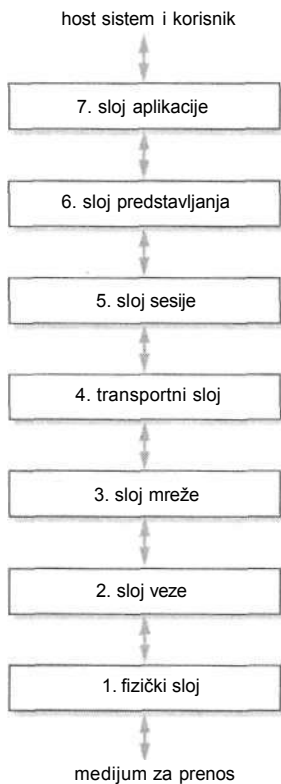 host sistem i korisnik
7. sloj aplikacije
6. sloj predstavljanja
5. sloj sesije
4. transportni sloj
3. sloj mreže
2. sloj veze
1. fizički sloj
medijum za prenos